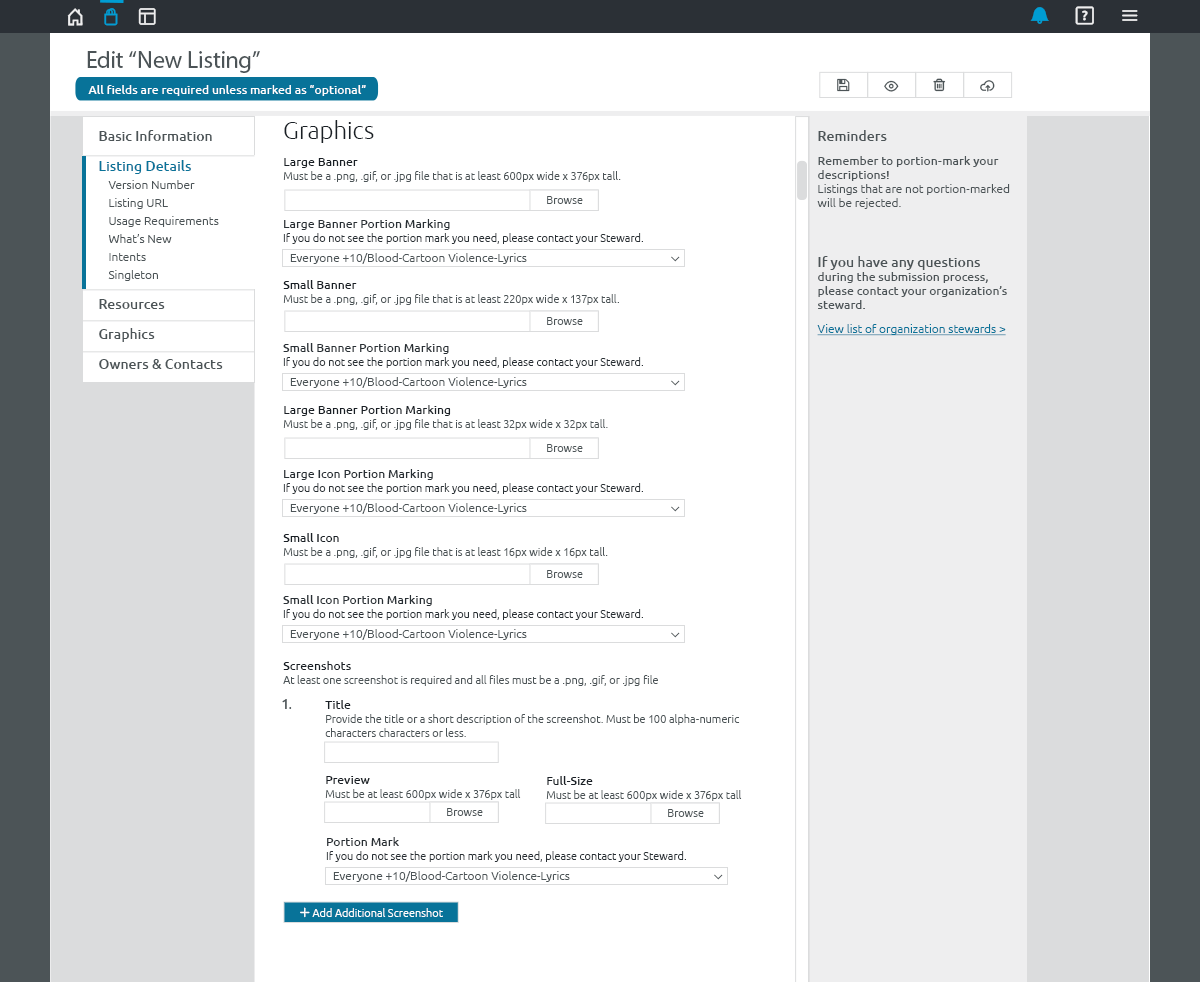 Edit “New Listing”
All fields are required unless marked as “optional”
Basic Information
Listing Details
Version Number
Listing URL
Usage Requirements
What’s New
Intents
Singleton
Resources
Graphics
Owners & Contacts
Graphics
Large Banner
Must be a .png, .gif, or .jpg file that is at least 600px wide x 376px tall.
Browse
Large Banner Portion Marking
If you do not see the portion mark you need, please contact your Steward.
Everyone +10/Blood-Cartoon Violence-Lyrics
Small Banner
Must be a .png, .gif, or .jpg file that is at least 220px wide x 137px tall.
Browse
Small Banner Portion Marking
If you do not see the portion mark you need, please contact your Steward.
Everyone +10/Blood-Cartoon Violence-Lyrics
Large Banner Portion Marking
Must be a .png, .gif, or .jpg file that is at least 32px wide x 32px tall.
Browse
Large Icon Portion Marking
If you do not see the portion mark you need, please contact your Steward.
Everyone +10/Blood-Cartoon Violence-Lyrics
Small Icon
Must be a .png, .gif, or .jpg file that is at least 16px wide x 16px tall.
Browse
Small Icon Portion Marking
If you do not see the portion mark you need, please contact your Steward.
Everyone +10/Blood-Cartoon Violence-Lyrics
Screenshots
At least one screenshot is required and all files must be a .png, .gif, or .jpg file
1.
Title
Provide the title or a short description of the screenshot. Must be 100 alpha-numeric
characters characters or less.
Preview
Must be at least 600px wide x 376px tall
Browse
Full-Size
Must be at least 600px wide x 376px tall
Browse
Portion Mark
If you do not see the portion mark you need, please contact your Steward.
Everyone +10/Blood-Cartoon Violence-Lyrics
+ Add Additional Screenshot
Reminders
Remember to portion-mark your
descriptions!
Listings that are not portion-marked
will be rejected.
If you have any questions
during the submission process,
please contact your organization’s
steward.
View list of organization stewards >